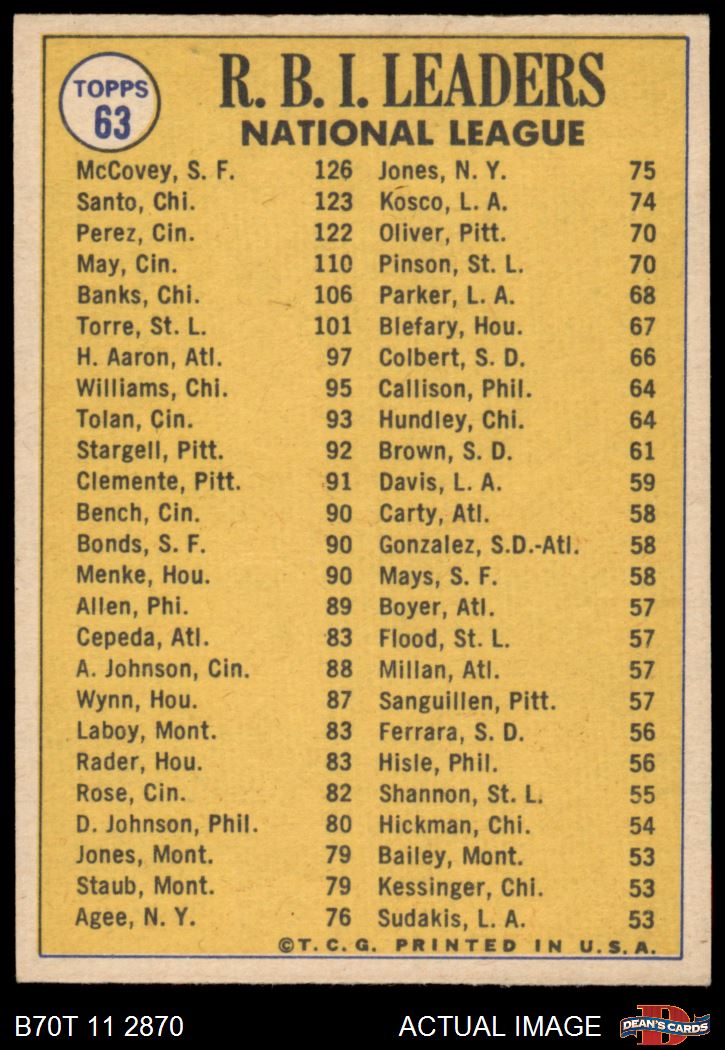 TOPPS
63
R. B. I. LEADERS
NATIONAL LEAGUE
McCovey, S. F. 126
Santo, Chi. 123
Perez, Cin. 122
May, Cin. 110
Banks, Chi. 106
Torre, St. L. 101
H. Aaron, Atl. 97
Williams, Chi. 95
Tolan, Cin. 93
Stargell, Pitt. 92
Clemente, Pitt. 91
Bench, Cin. 90
Bonds, S. F. 90
Menke, Hou. 90
Allen, Phi. 89
Cepeda, Atl. 83
A. Johnson, Cin. 88
Wynn, Hou. 87
Laboy, Mont. 83
Rader, Hou. 83
Rose, Cin. 82
D. Johnson, Phil. 80
Jones, Mont. 79
Staub, Mont. 79
Agee, N. Y. 76
Jones, N. Y. 75
Kosco, L. A. 74
Oliver, Pitt. 70
Pinson, St. L. 70
Parker, L. A. 68
Blefary, Hou. 67
Colbert, S. D. 66
Callison, Phil. 64
Hundley, Chi. 64
Brown, S. D. 61
Davis, L. A. 59
Carty, Atl. 58
Gonzalez, S.D.-Atl. 58
Mays, S. F. 58
Boyer, Atl. 57
Flood, St. L. 57
Millan, Atl. 57
Sanguillen, Pitt. 57
Ferrara, S. D. 56
Hisle, Phil. 56
Shannon, St. L. 55
Hickman, Chi. 54
Bailey, Mont. 53
Kessinger, Chi. 53
Sudakis, L. A. 53
©T. C. G. PRINTED IN U. S. A.
B70T 11 2870
ACTUAL IMAGE
D
DEAN'S CARDS